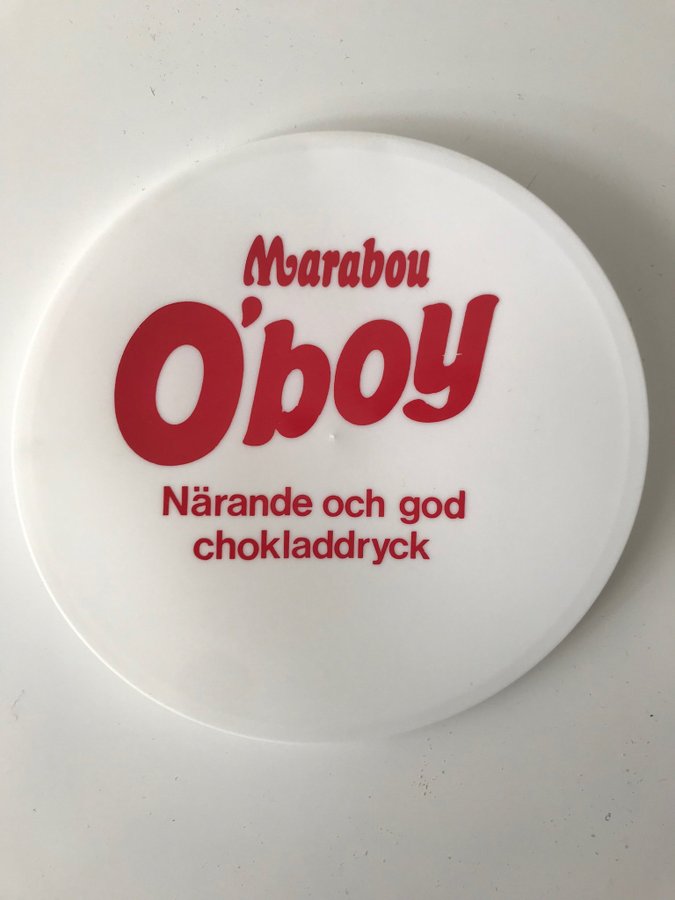 Marabou
O'boy
Närande och god
chokladdryck